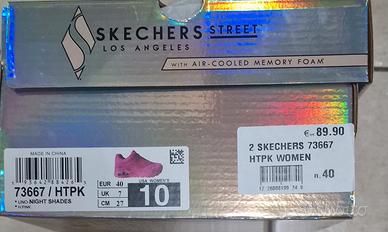 SKECHERS STREET™
LOS ANGELES
WITH AIR-COOLED MEMORY FOAM®
MADE IN CHINA
73667 / HTPK
* UNO NIGHT SHADES
EUR 40
UK 7
CM 27
USA WOMEN'S
10
€ 89.90
2 SKECHERS 73667
HTPK WOMEN
n. 40